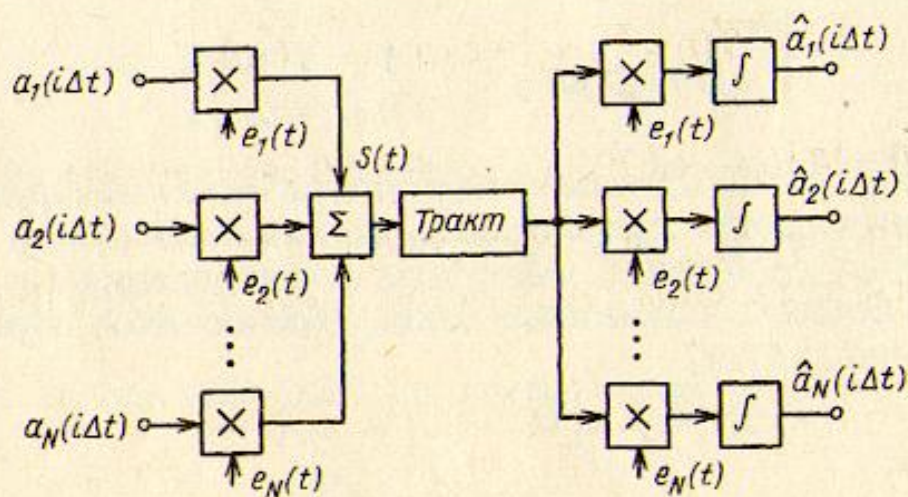 a₁(iΔt)
×
e₁(t)
S(t)
×
e₁(t)
∫
â₁(iΔt)
a₂(iΔt)
×
e₂(t)
Σ
Тракт
×
e₂(t)
∫
â₂(iΔt)
⋮
⋮
a_N(iΔt)
×
e_N(t)
×
e_N(t)
∫
â_N(iΔt)